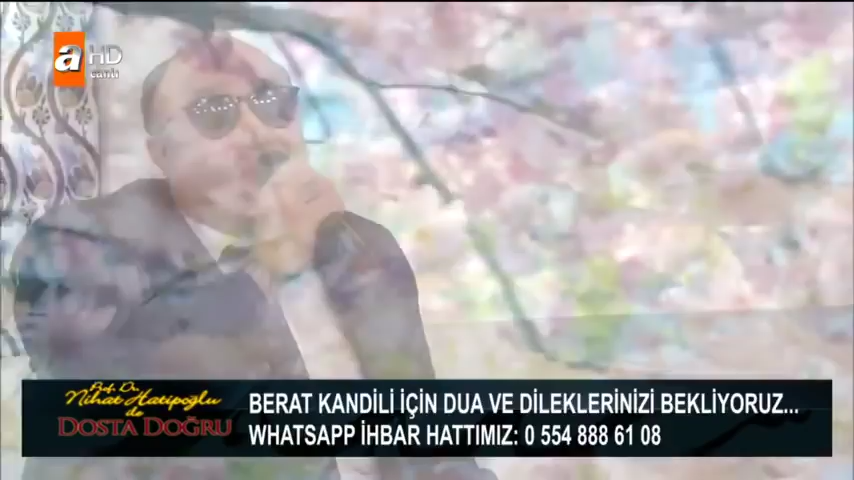 a HD
canlı
Prof. Dr.
Nihat Hatipoğlu
ile
DOSTA DOĞRU
BERAT KANDİLİ İÇİN DUA VE DİLEKLERİNİZİ BEKLİYORUZ...
WHATSAPP İHBAR HATTIMIZ: 0 554 888 61 08